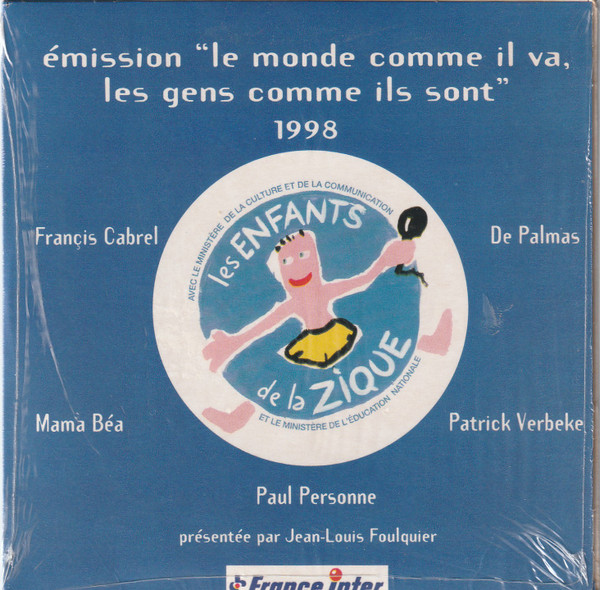 émission “le monde comme il va,
les gens comme ils sont”
1998
AVEC LE MINISTÈRE DE LA CULTURE ET DE LA COMMUNICATION
les ENFANTS
de la ZIQUE
ET LE MINISTÈRE DE L'ÉDUCATION NATIONALE
Françis Cabrel
De Palmas
Mama Béa
Patrick Verbeke
Paul Personne
présentée par Jean-Louis Foulquier
France inter